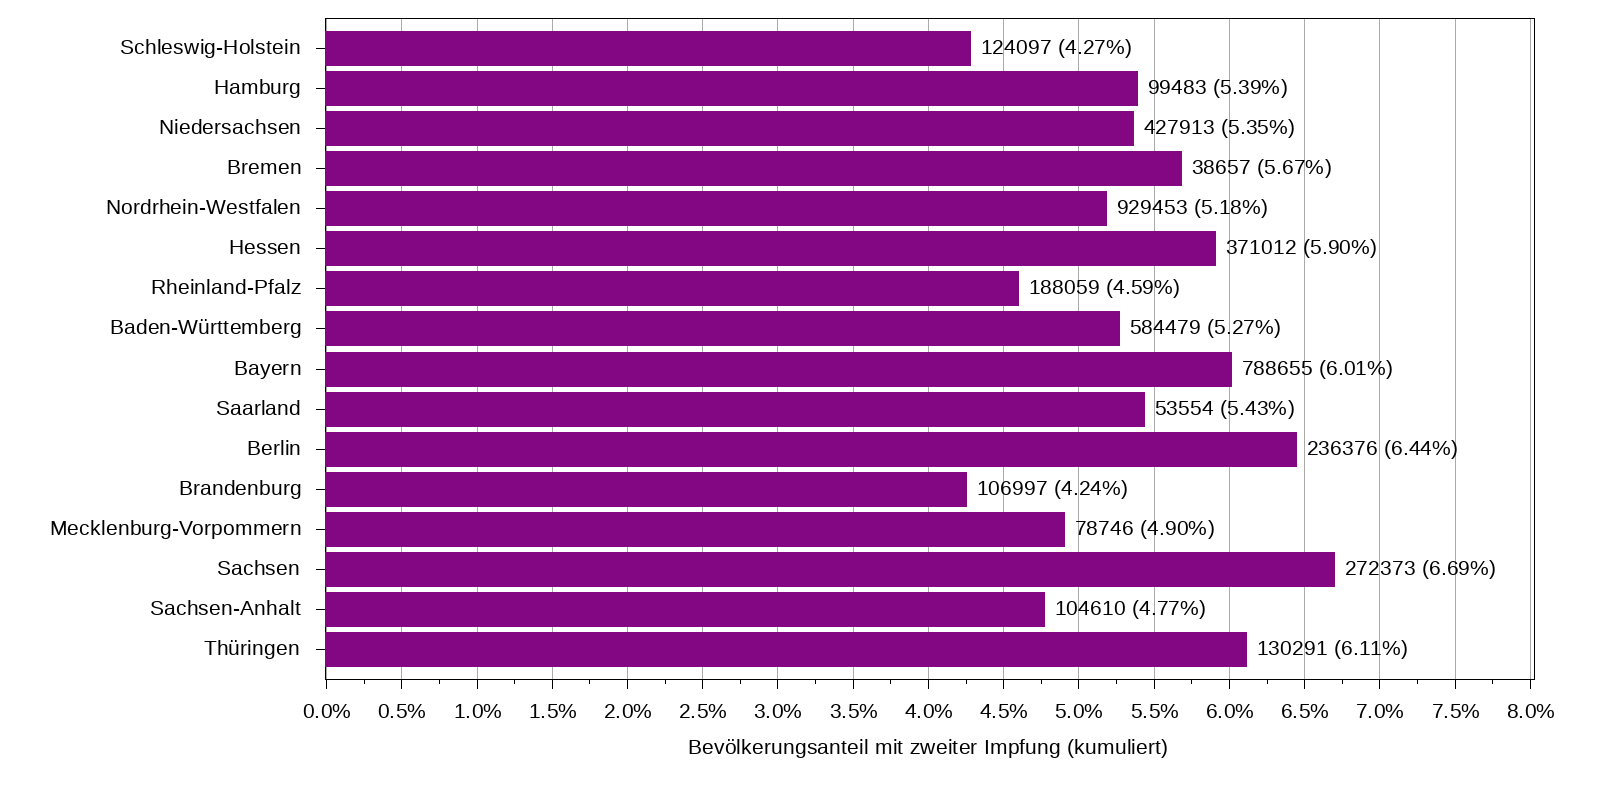 Schleswig-Holstein 124097 (4.27%)
Hamburg 99483 (5.39%)
Niedersachsen 427913 (5.35%)
Bremen 38657 (5.67%)
Nordrhein-Westfalen 929453 (5.18%)
Hessen 371012 (5.90%)
Rheinland-Pfalz 188059 (4.59%)
Baden-Württemberg 584479 (5.27%)
Bayern 788655 (6.01%)
Saarland 53554 (5.43%)
Berlin 236376 (6.44%)
Brandenburg 106997 (4.24%)
Mecklenburg-Vorpommern 78746 (4.90%)
Sachsen 272373 (6.69%)
Sachsen-Anhalt 104610 (4.77%)
Thüringen 130291 (6.11%)
0.0% 0.5% 1.0% 1.5% 2.0% 2.5% 3.0% 3.5% 4.0% 4.5% 5.0% 5.5% 6.0% 6.5% 7.0% 7.5% 8.0%
Bevölkerungsanteil mit zweiter Impfung (kumuliert)